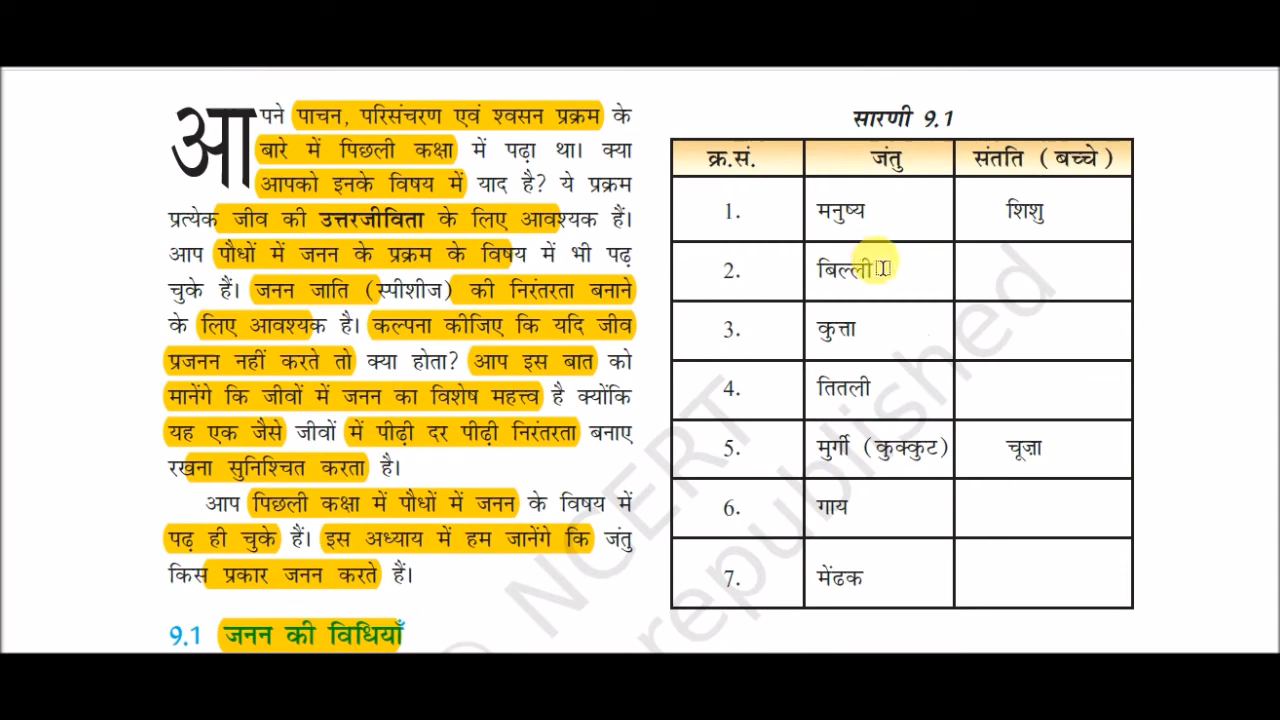 आपने पाचन, परिसंचरण एवं श्वसन प्रक्रम के
बारे में पिछली कक्षा में पढ़ा था। क्या
आपको इनके विषय में याद है? ये प्रक्रम
प्रत्येक जीव की उत्तरजीविता के लिए आवश्यक हैं।
आप पौधों में जनन के प्रक्रम के विषय में भी पढ़
चुके हैं। जनन जाति (स्पीशीज) की निरंतरता बनाने
के लिए आवश्यक है। कल्पना कीजिए कि यदि जीव
प्रजनन नहीं करते तो क्या होता? आप इस बात को
मानेंगे कि जीवों में जनन का विशेष महत्त्व है क्योंकि
यह एक जैसे जीवों में पीढ़ी दर पीढ़ी निरंतरता बनाए
रखना सुनिश्चित करता है।
आप पिछली कक्षा में पौधों में जनन के विषय में
पढ़ ही चुके हैं। इस अध्याय में हम जानेंगे कि जंतु
किस प्रकार जनन करते हैं।
9.1 जनन की विधियाँ
सारणी 9.1
क्र.सं. जंतु संतति (बच्चे)
1. मनुष्य शिशु
2. बिल्ली
3. कुत्ता
4. तितली
5. मुर्गी (कुक्कुट) चूज़ा
6. गाय
7. मेंढक
© NCERT
republished